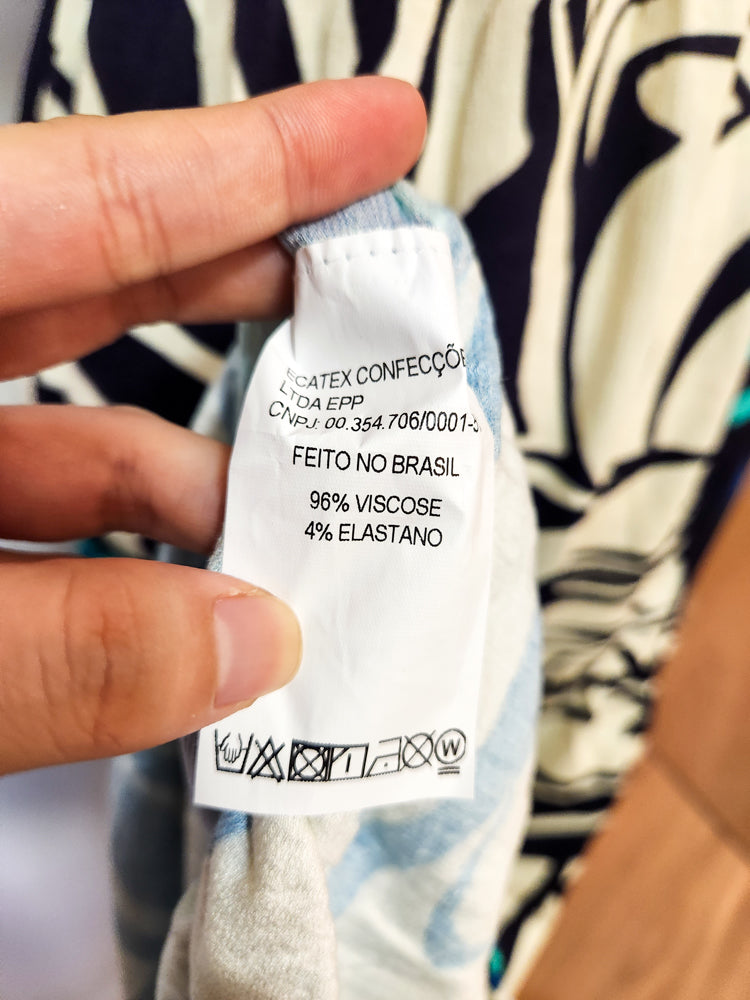 ECATEX CONFECÇÕE
LTDA EPP
CNPJ: 00.354.706/0001-
FEITO NO BRASIL
96% VISCOSE
4% ELASTANO
W